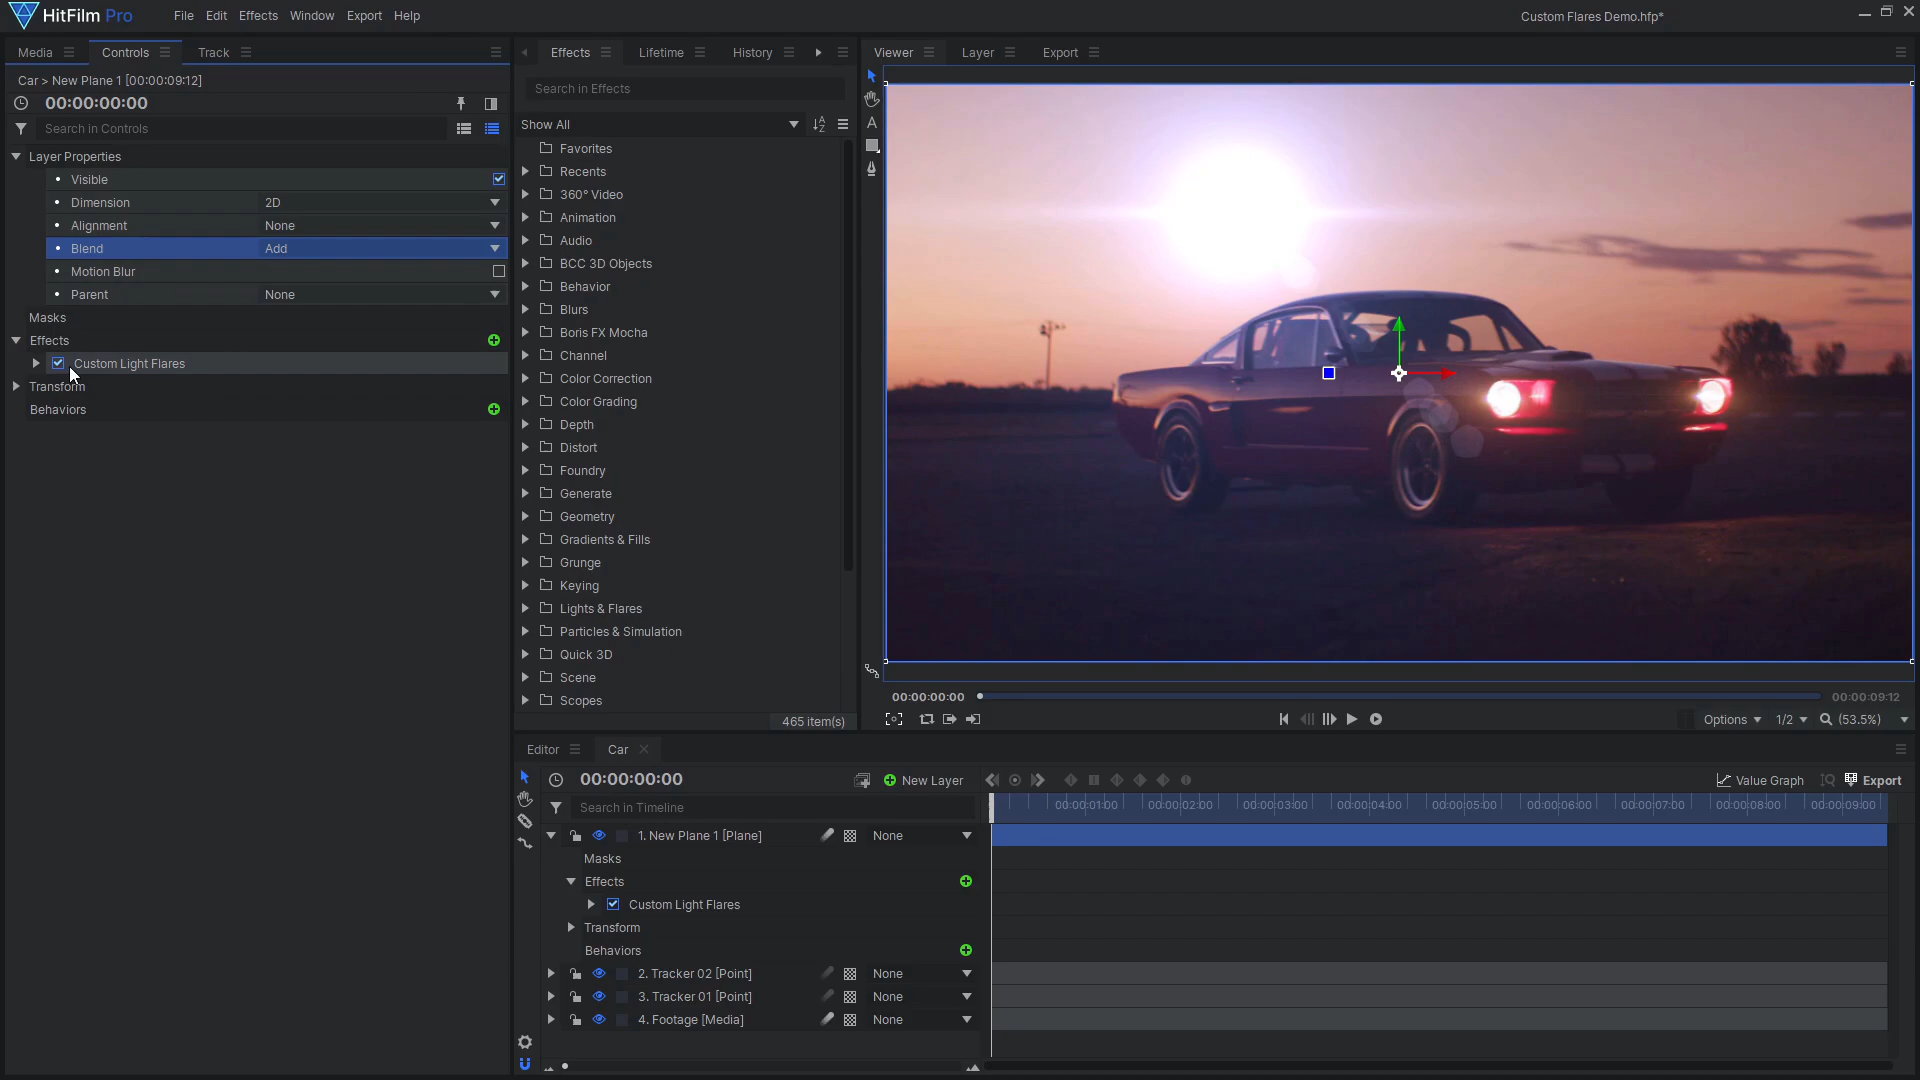 HitFilm Pro
File Edit Effects Window Export Help
Custom Flares Demo.hfp*
Media Controls Track
Car > New Plane 1 [00:00:09:12]
00:00:00:00
Search in Controls
Layer Properties
Visible
Dimension 2D
Alignment None
Blend Add
Motion Blur
Parent None
Masks
Effects
Custom Light Flares
Transform
Behaviors
Effects Lifetime History
Search in Effects
Show All
Favorites
Recents
360° Video
Animation
Audio
BCC 3D Objects
Behavior
Blurs
Boris FX Mocha
Channel
Color Correction
Color Grading
Depth
Distort
Foundry
Generate
Geometry
Gradients & Fills
Grunge
Keying
Lights & Flares
Particles & Simulation
Quick 3D
Scene
Scopes
465 item(s)
Viewer Layer Export
A
00:00:00:00 00:00:09:12
Options 1/2 (53.5%)
Editor Car
00:00:00:00 New Layer Value Graph Export
Search in Timeline
00:00:01:00 00:00:02:00 00:00:03:00 00:00:04:00 00:00:05:00 00:00:06:00 00:00:07:00 00:00:08:00 00:00:09:00
1. New Plane 1 [Plane] None
Masks
Effects
Custom Light Flares
Transform
Behaviors
2. Tracker 02 [Point] None
3. Tracker 01 [Point] None
4. Footage [Media] None